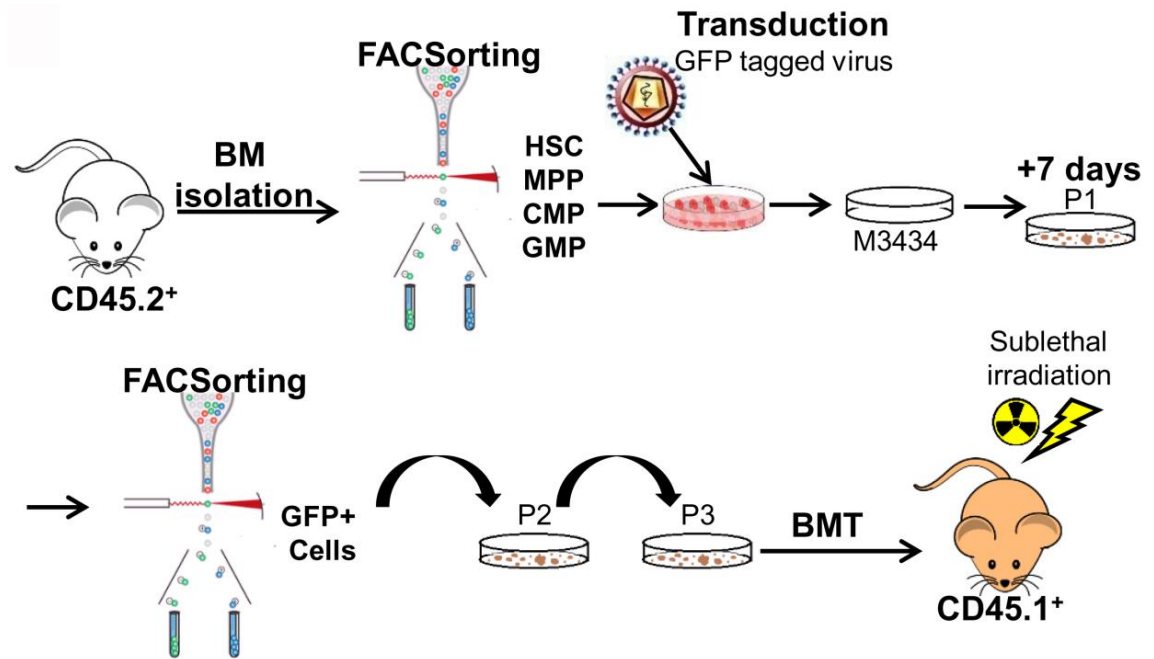 Transduction
GFP tagged virus
FACSorting
BM
isolation
HSC
MPP
CMP
GMP
+7 days
P1
M3434
CD45.2+
Sublethal
irradiation
FACSorting
GFP+
Cells
P2
P3
BMT
CD45.1+